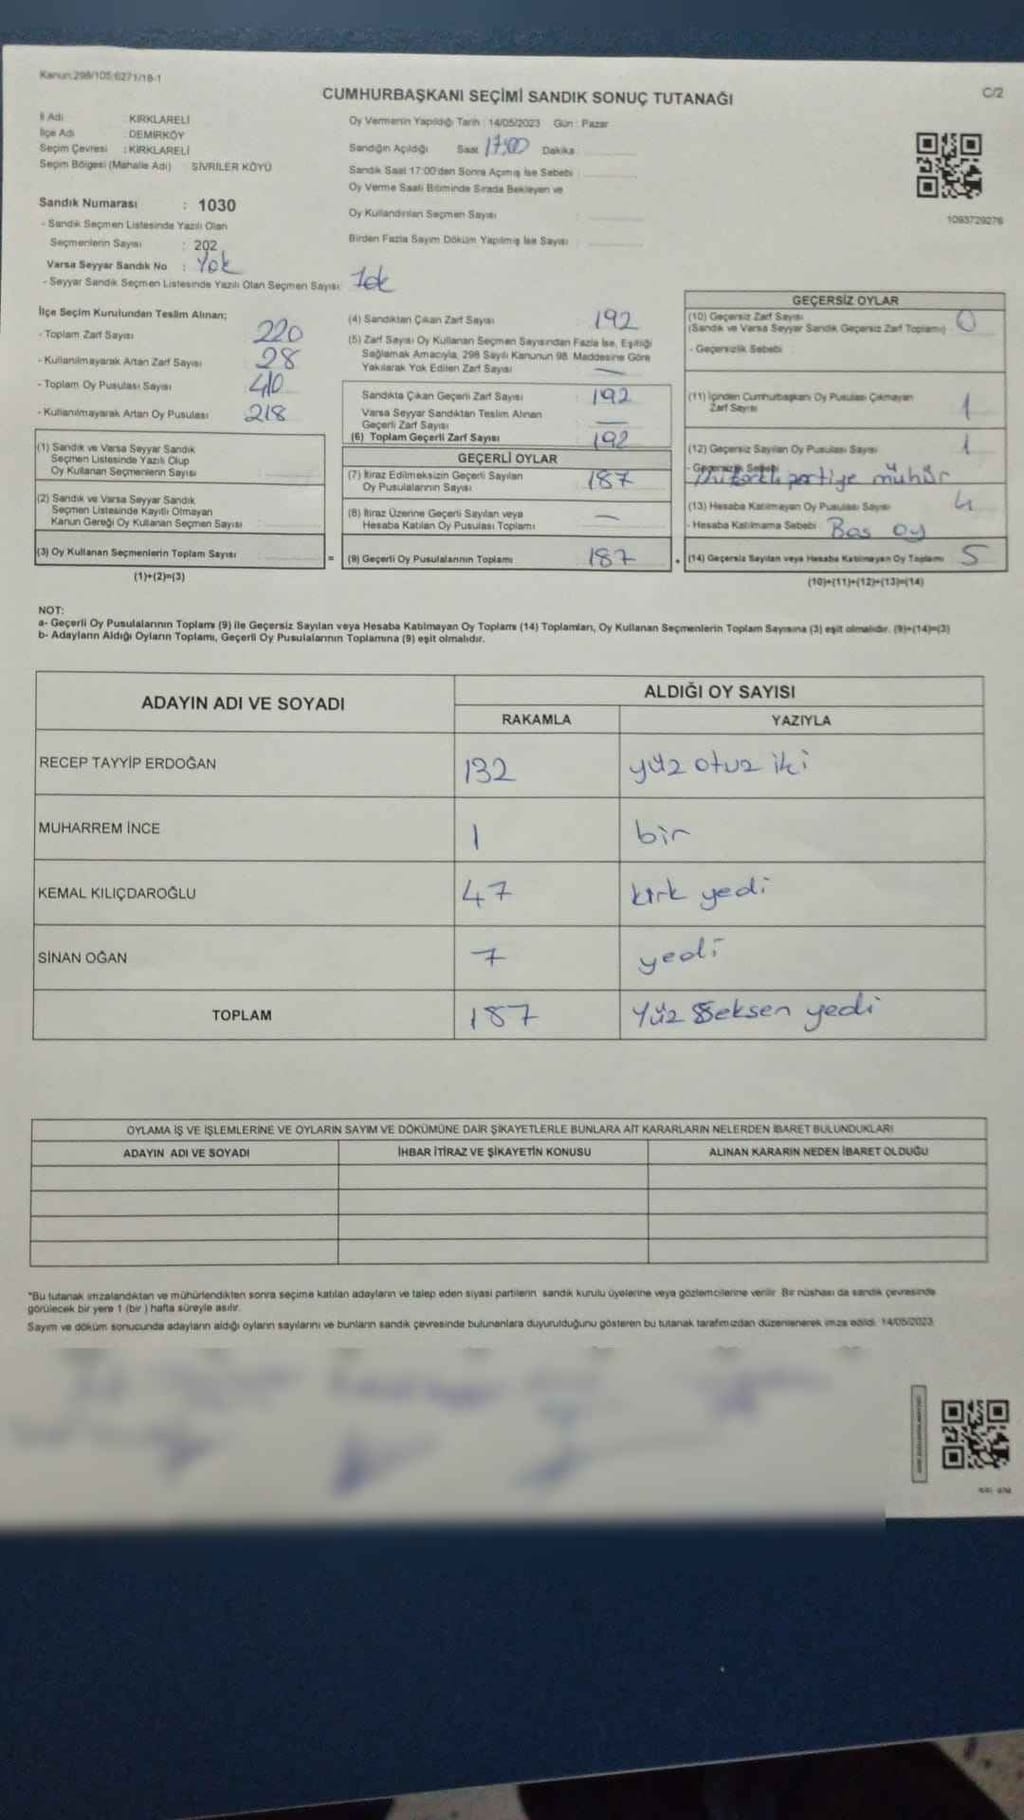 Kanun:298/105;6271/18-1
CUMHURBAŞKANI SEÇİMİ SANDIK SONUÇ TUTANAĞI
C/2
İl Adı : KIRKLARELİ
İlçe Adı : DEMİRKÖY
Seçim Çevresi : KIRKLARELİ
Seçim Bölgesi (Mahalle Adı) SİVRİLER KÖYÜ
Sandık Numarası : 1030
- Sandık Seçmen Listesinde Yazılı Olan
Seçmenlerin Sayısı : 202
Varsa Seyyar Sandık No : Yok
- Seyyar Sandık Seçmen Listesinde Yazılı Olan Seçmen Sayısı: Yok
Oy Vermenin Yapıldığı Tarih : 14/05/2023 Gün : Pazar
Sandığın Açıldığı Saat 17:00 Dakika
Sandık Saat 17:00'den Sonra Açılmış İse Sebebi :
Oy Verme Saati Bitiminde Sırada Bekleyen ve
Oy Kullandırılan Seçmen Sayısı :
Birden Fazla Sayım Döküm Yapılmış İse Sayısı :
1093729276
İlçe Seçim Kurulundan Teslim Alınan;
- Toplam Zarf Sayısı 220
- Kullanılmayarak Artan Zarf Sayısı 28
- Toplam Oy Pusulası Sayısı 410
- Kullanılmayarak Artan Oy Pusulası 218
(1) Sandık ve Varsa Seyyar Sandık
Seçmen Listesinde Yazılı Olup
Oy Kullanan Seçmenlerin Sayısı
(2) Sandık ve Varsa Seyyar Sandık
Seçmen Listesinde Kayıtlı Olmayan
Kanun Gereği Oy Kullanan Seçmen Sayısı
(3) Oy Kullanan Seçmenlerin Toplam Sayısı =
(1)+(2)=(3)
(4) Sandıktan Çıkan Zarf Sayısı 192
(5) Zarf Sayısı Oy Kullanan Seçmen Sayısından Fazla İse, Eşitliği
Sağlamak Amacıyla, 298 Sayılı Kanunun 98. Maddesine Göre
Yakılarak Yok Edilen Zarf Sayısı —
Sandıkta Çıkan Geçerli Zarf Sayısı 192
Varsa Seyyar Sandıktan Teslim Alınan
Geçerli Zarf Sayısı —
(6) Toplam Geçerli Zarf Sayısı 192
GEÇERLİ OYLAR
(7) İtiraz Edilmeksizin Geçerli Sayılan
Oy Pusulalarının Sayısı 187
(8) İtiraz Üzerine Geçerli Sayılan veya
Hesaba Katılan Oy Pusulası Toplamı —
(9) Geçerli Oy Pusulalarının Toplamı 187
GEÇERSİZ OYLAR
(10) Geçersiz Zarf Sayısı
(Sandık ve Varsa Seyyar Sandık Geçersiz Zarf Toplamı) 0
- Geçersizlik Sebebi :
(11) İçinden Cumhurbaşkanı Oy Pusulası Çıkmayan
Zarf Sayısı 1
(12) Geçersiz Sayılan Oy Pusulası Sayısı 1
- Geçersizlik Sebebi partiye mühür
(13) Hesaba Katılmayan Oy Pusulası Sayısı 4
- Hesaba Katılmama Sebebi : Boş oy
(14) Geçersiz Sayılan veya Hesaba Katılmayan Oy Toplamı 5
(10)+(11)+(12)+(13)=(14)
NOT:
a- Geçerli Oy Pusulalarının Toplamı (9) ile Geçersiz Sayılan veya Hesaba Katılmayan Oy Toplamı (14) Toplamları, Oy Kullanan Seçmenlerin Toplam Sayısına (3) eşit olmalıdır. (9)+(14)=(3)
b- Adayların Aldığı Oyların Toplamı, Geçerli Oy Pusulalarının Toplamına (9) eşit olmalıdır.
ADAYIN ADI VE SOYADI
ALDIĞI OY SAYISI
RAKAMLA YAZIYLA
RECEP TAYYİP ERDOĞAN 132 yüz otuz iki
MUHARREM İNCE 1 bir
KEMAL KILIÇDAROĞLU 47 kırk yedi
SİNAN OĞAN 7 yedi
TOPLAM 187 Yüz Seksen yedi
OYLAMA İŞ VE İŞLEMLERİNE VE OYLARIN SAYIM VE DÖKÜMÜNE DAİR ŞİKAYETLERLE BUNLARA AİT KARARLARIN NELERDEN İBARET BULUNDUKLARI
ADAYIN ADI VE SOYADI İHBAR İTİRAZ VE ŞİKAYETİN KONUSU ALINAN KARARIN NEDEN İBARET OLDUĞU
*Bu tutanak imzalandıktan ve mühürlendikten sonra seçime katılan adayların ve talep eden siyasi partilerin sandık kurulu üyelerine veya gözlemcilerine verilir. Bir nüshası da sandık çevresinde
görülecek bir yere 1 (bir ) hafta süreyle asılır.
Sayım ve döküm sonucunda adayların aldığı oyların sayılarını ve bunların sandık çevresinde bulunanlara duyurulduğunu gösteren bu tutanak tarafımızdan düzenlenerek imza edildi. 14/05/2023